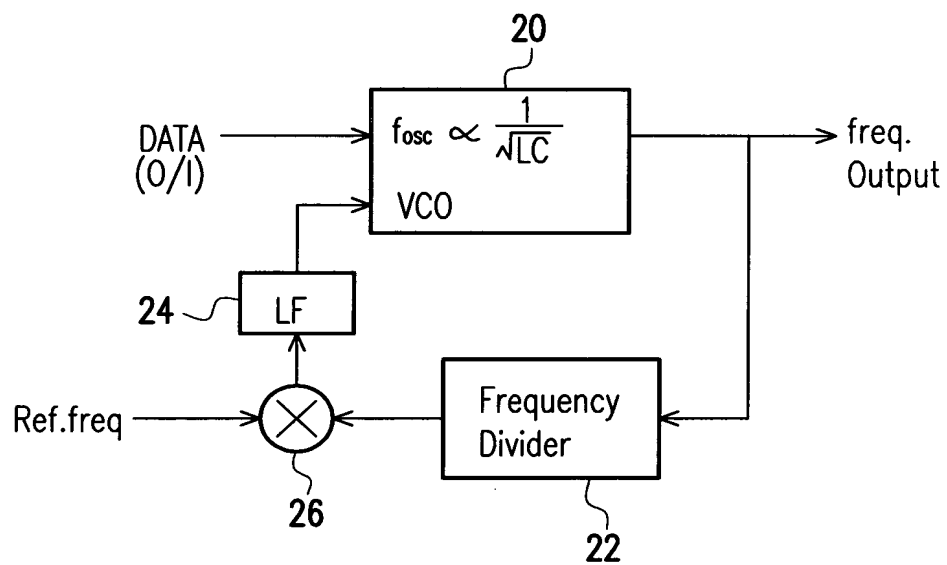 20
DATA
(0/1)
fosc ∝ 1/√LC
VCO
freq.
Output
24
LF
Ref.freq
26
Frequency
Divider
22